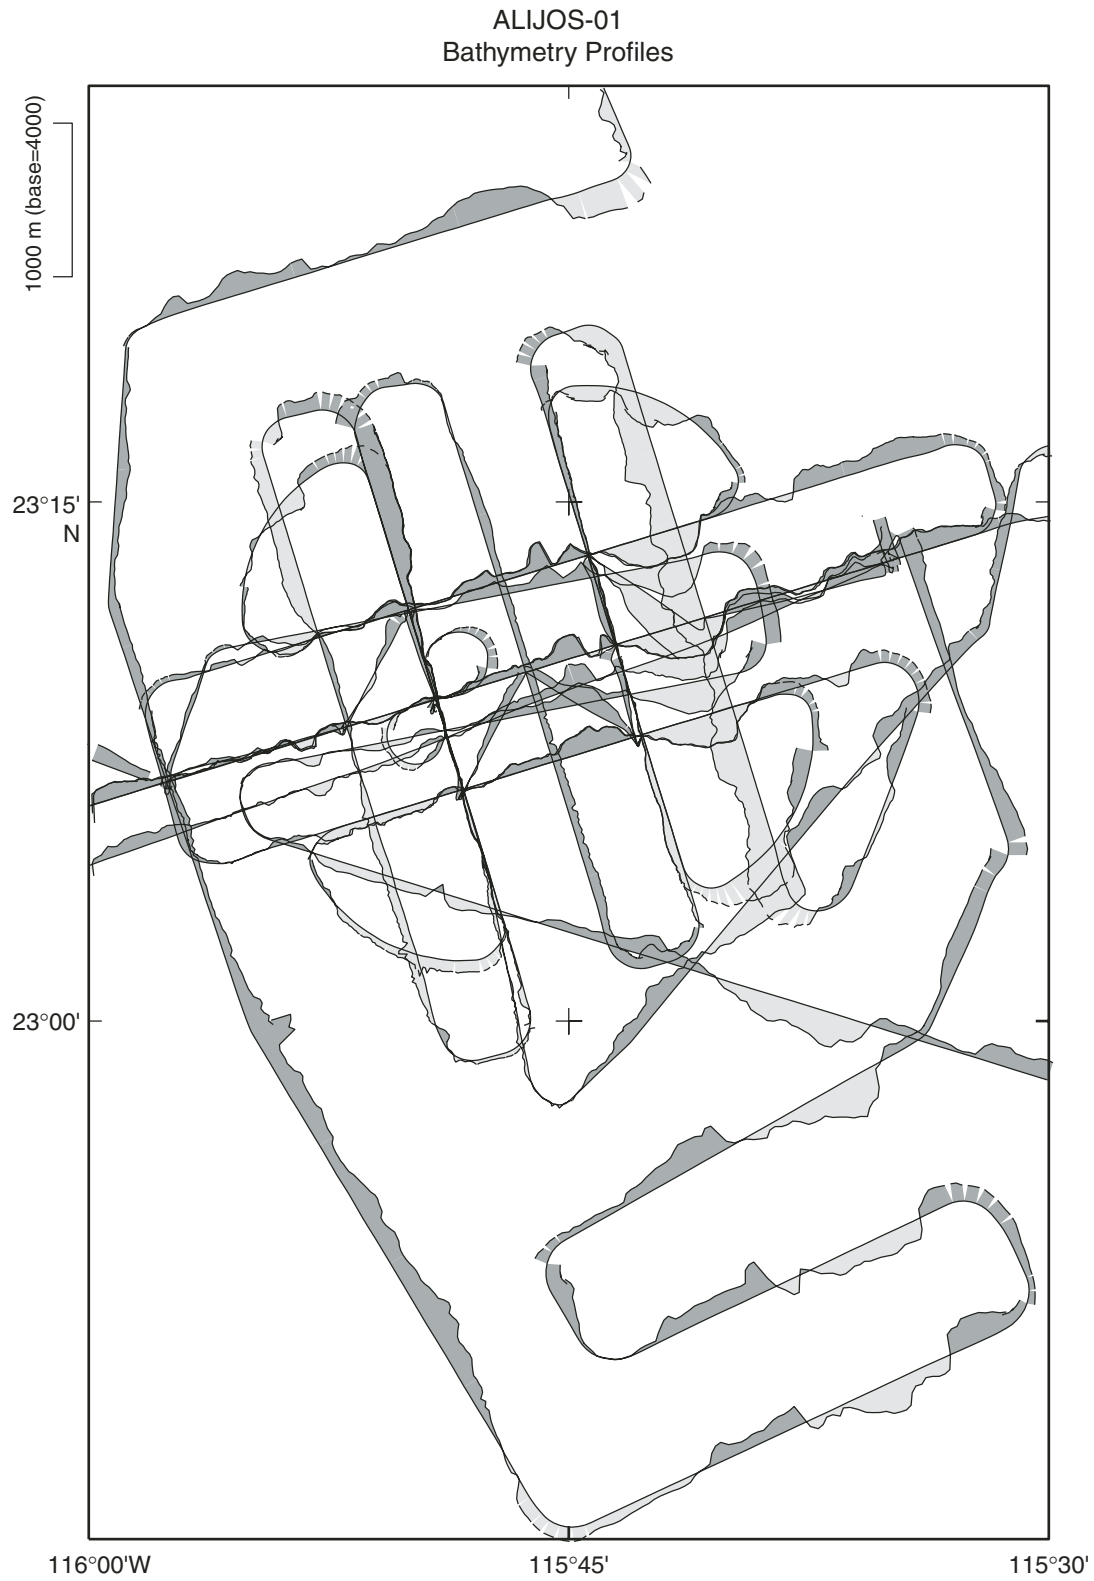 ALIJOS-01
Bathymetry Profiles
1000 m (base=4000)
23°15'
N
23°00'
116°00'W
115°45'
115°30'